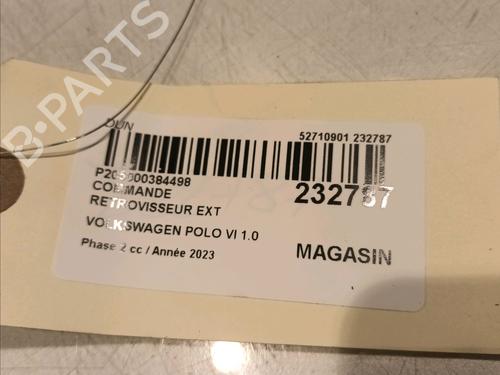 B-PARTS
DUN
52710901 232787
P205000384498
COMMANDE
RETROVISSEUR EXT
232787
VOLKSWAGEN POLO VI 1.0
Phase 2 cc / Année 2023
MAGASIN